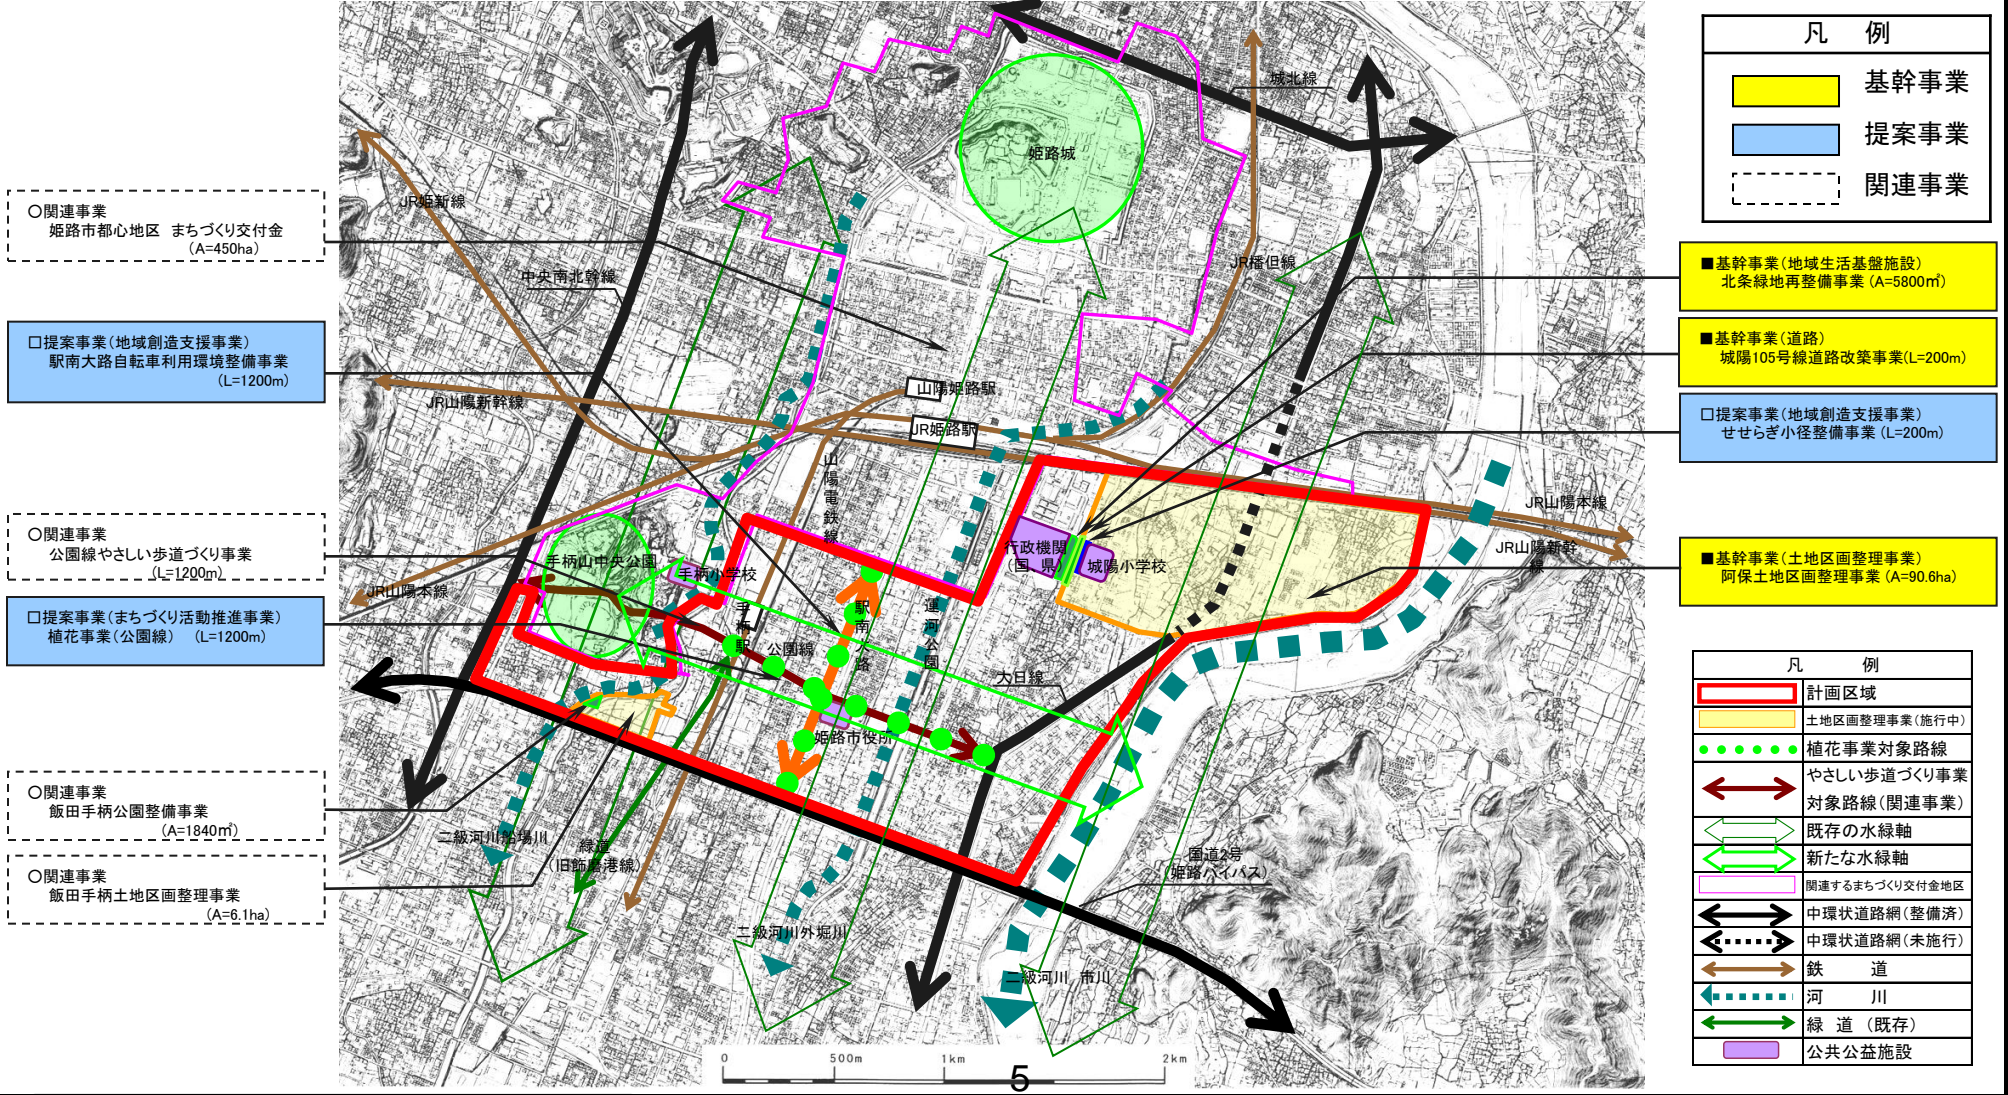 凡 例
基幹事業
提案事業
関連事業
○関連事業
姫路市都心地区 まちづくり交付金
(A=450ha)
□提案事業(地域創造支援事業)
駅南大路自転車利用環境整備事業
(L=1200m)
○関連事業
公園線やさしい歩道づくり事業
(L=1200m)
□提案事業(まちづくり活動推進事業)
植花事業(公園線) (L=1200m)
○関連事業
飯田手柄公園整備事業
(A=1840㎡)
○関連事業
飯田手柄土地区画整理事業
(A=6.1ha)
■基幹事業(地域生活基盤施設)
北条緑地再整備事業 (A=5800㎡)
■基幹事業(道路)
城陽105号線道路改築事業(L=200m)
□提案事業(地域創造支援事業)
せせらぎ小径整備事業 (L=200m)
■基幹事業(土地区画整理事業)
阿保土地区画整理事業 (A=90.6ha)
城北線
姫路城
JR姫新線
中央南北幹線
JR播但線
山陽姫路駅
JR山陽新幹線
JR姫路駅
山陽電鉄線
JR山陽本線
JR山陽新幹線
行政機関
(国 県)
城陽小学校
手柄山中央公園
手柄小学校
JR山陽本線
手柄駅
公園線
駅南大路
運河公園
大日線
姫路市役所
二級河川船場川
緑道
(旧飾磨港線)
国道2号
(姫路バイパス)
二級河川外堀川
二級河川 市川
0 500m 1km 2km
5
凡 例
計画区域
土地区画整理事業(施行中)
植花事業対象路線
やさしい歩道づくり事業
対象路線(関連事業)
既存の水緑軸
新たな水緑軸
関連するまちづくり交付金地区
中環状道路網(整備済)
中環状道路網(未施行)
鉄 道
河 川
緑 道 (既存)
公共公益施設